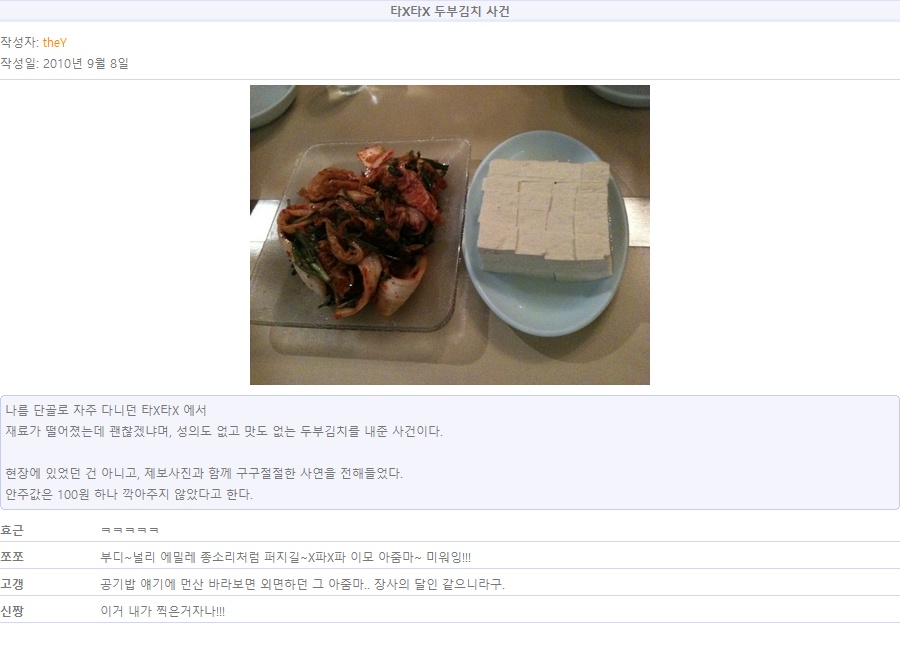 타X타X 두부김치 사건
작성자: theY
작성일: 2010년 9월 8일
나름 단골로 자주 다니던 타X타X 에서
재료가 떨어졌는데 괜찮겠냐며, 성의도 없고 맛도 없는 두부김치를 내준 사건이다.
현장에 있었던 건 아니고, 제보사진과 함께 구구절절한 사연을 전해들었다.
안주값은 100원 하나 깍아주지 않았다고 한다.
효근 ㅋㅋㅋㅋㅋ
쪼쪼 부디~널리 에밀레 종소리처럼 퍼지길~X파X파 이모 아줌마~ 미워잉!!!
고갱 공기밥 얘기에 먼산 바라보면 외면하던 그 아줌마.. 장사의 달인 같으니라구.
신짱 이거 내가 찍은거자나!!!